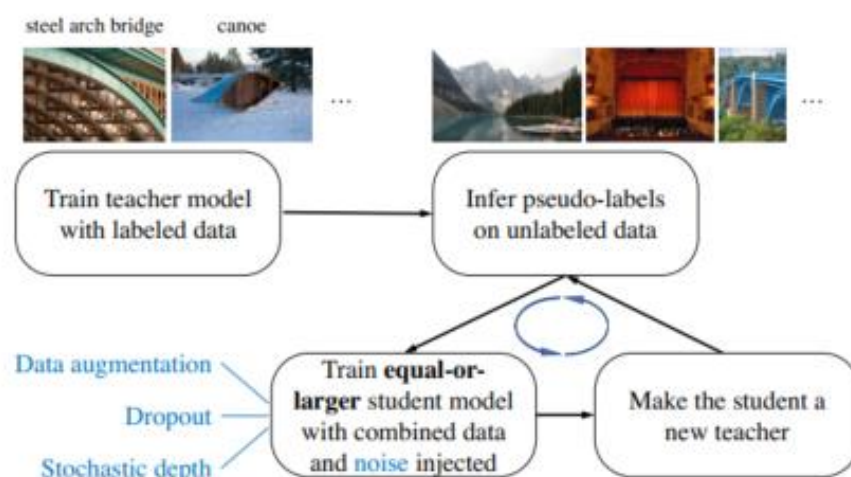 steel arch bridge
canoe
...
...
Train teacher model
with labeled data
Infer pseudo-labels
on unlabeled data
Data augmentation
Dropout
Stochastic depth
Train equal-or-
larger student model
with combined data
and noise injected
Make the student a
new teacher